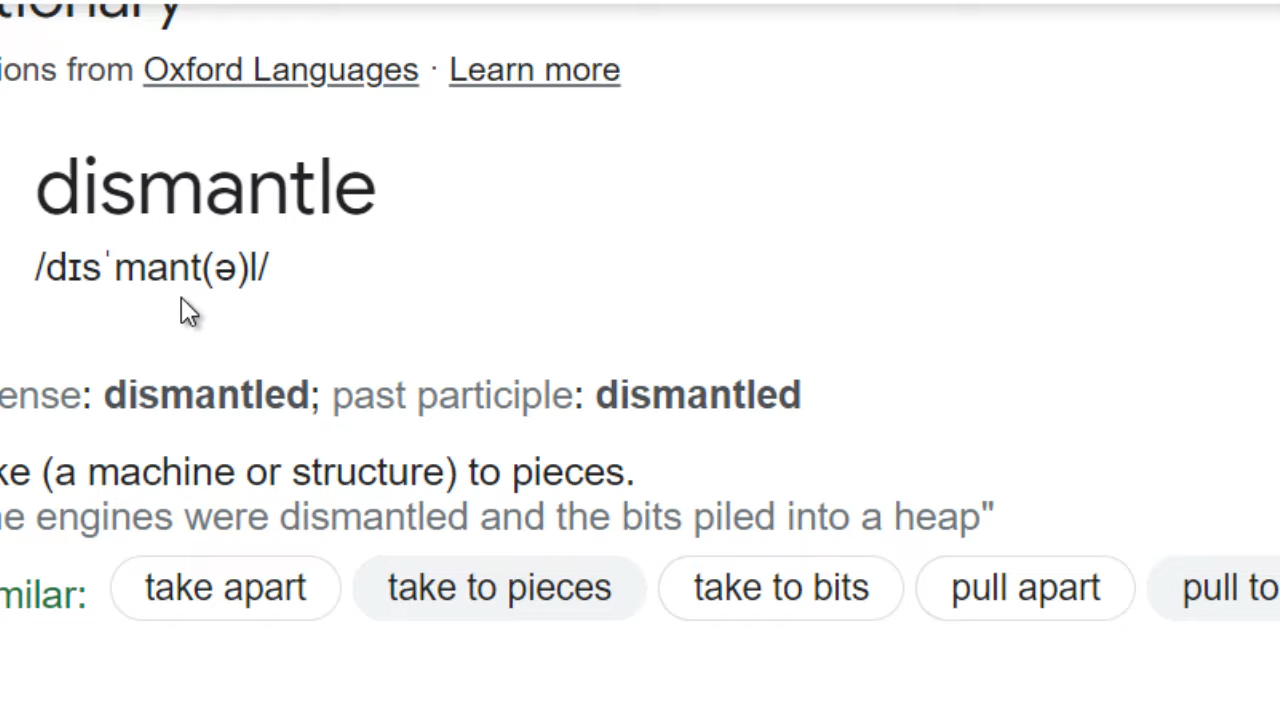 tionary
ions from Oxford Languages · Learn more
dismantle
/dɪsˈmant(ə)l/
ense: dismantled; past participle: dismantled
ke (a machine or structure) to pieces.
he engines were dismantled and the bits piled into a heap"
milar: take apart take to pieces take to bits pull apart pull to